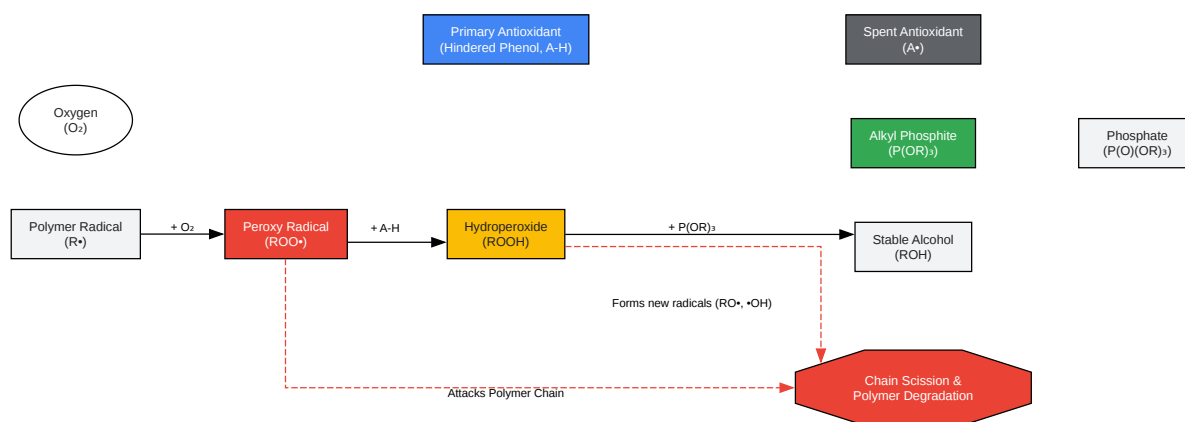 Primary Antioxidant
(Hindered Phenol, A-H)
Spent Antioxidant
(A•)
Oxygen
(O₂)
Alkyl Phosphite
(P(OR)₃)
Phosphate
(P(O)(OR)₃)
Polymer Radical
(R•)
+ O₂
Peroxy Radical
(ROO•)
+ A-H
Hydroperoxide
(ROOH)
+ P(OR)₃
Stable Alcohol
(ROH)
Forms new radicals (RO•, •OH)
Attacks Polymer Chain
Chain Scission &
Polymer Degradation